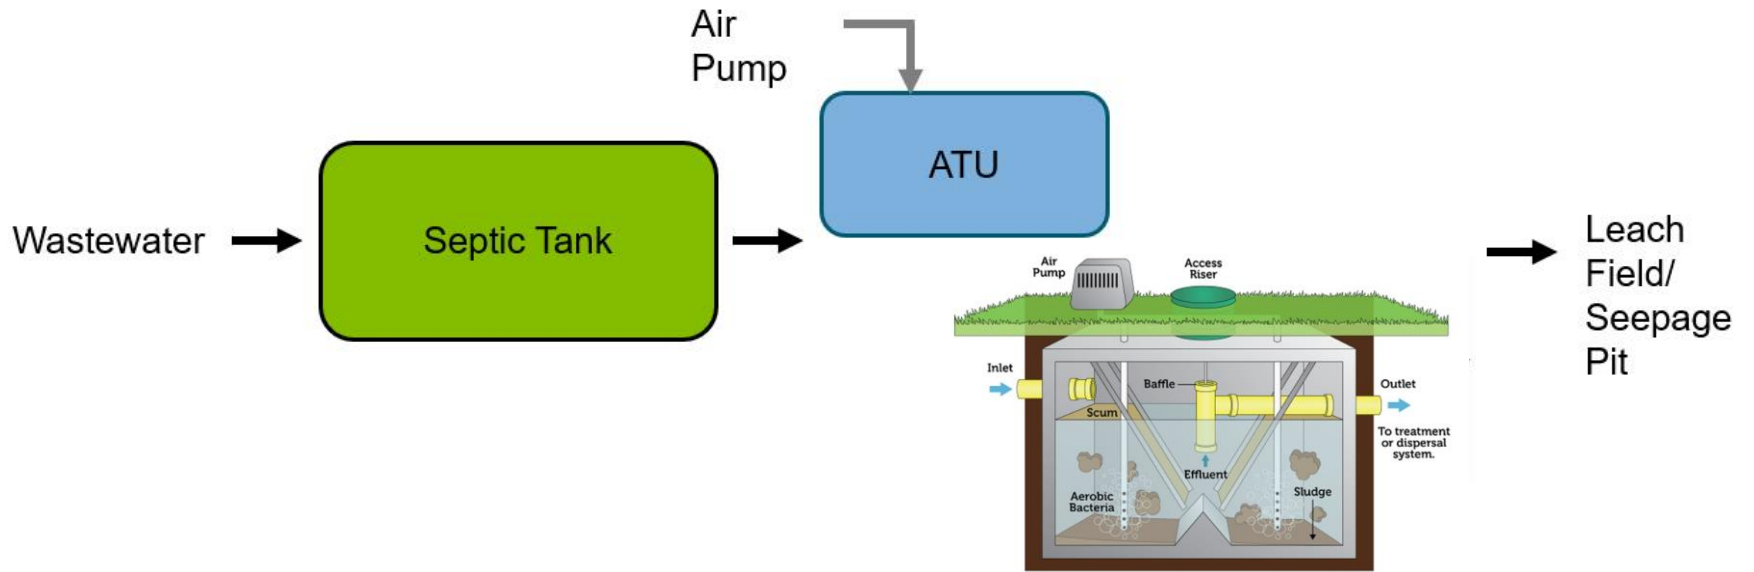 Air
Pump
ATU
Wastewater
Septic Tank
Leach
Field/
Seepage
Pit
Air
Pump
Access
Riser
Inlet
Baffle
Outlet
Scum
To treatment
or dispersal
system.
Effluent
Aerobic
Bacteria
Sludge